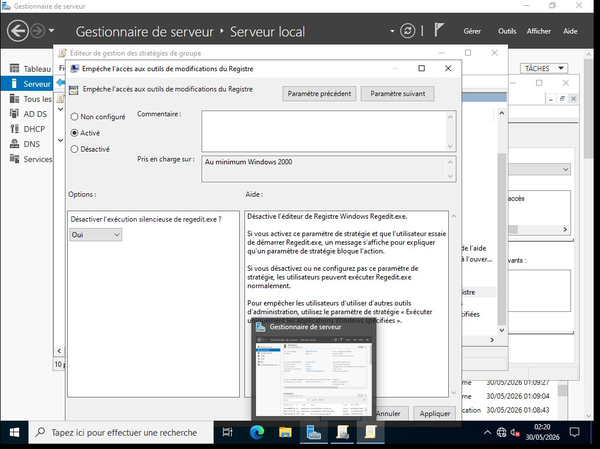 Gestionnaire de serveur
Gestionnaire de serveur › Serveur local
Gérer
Outils
Afficher
Aide
Éditeur de gestion des stratégies de groupe
Tableau
Serveur
Tous les
AD DS
DHCP
DNS
Services
TÂCHES
Empêche l'accès aux outils de modifications du Registre
Empêche l'accès aux outils de modifications du Registre
Paramètre précédent
Paramètre suivant
Non configuré
Activé
Désactivé
Commentaire :
Pris en charge sur :
Au minimum Windows 2000
Options :
Aide :
Désactiver l'exécution silencieuse de regedit.exe ?
Oui
Désactive l'éditeur de Registre Windows Regedit.exe.
Si vous activez ce paramètre de stratégie et que l'utilisateur essaie
de démarrer Regedit.exe, un message s'affiche pour expliquer
qu'un paramètre de stratégie bloque l'action.
Si vous désactivez ou ne configurez pas ce paramètre de
stratégie, les utilisateurs peuvent exécuter Regedit.exe
normalement.
Pour empêcher les utilisateurs d'utiliser d'autres outils
d'administration, utilisez le paramètre de stratégie « Exécuter
uniquement les applications Windows spécifiées ».
Gestionnaire de serveur
Annuler
Appliquer
accès
de l'aide
à l'ouver...
vants :
istre
cifiées
10 p
30/05/2026 01:09:27
me
30/05/2026 01:09:04
cation
30/05/2026 01:08:43
Tapez ici pour effectuer une recherche
02:20
30/05/2026